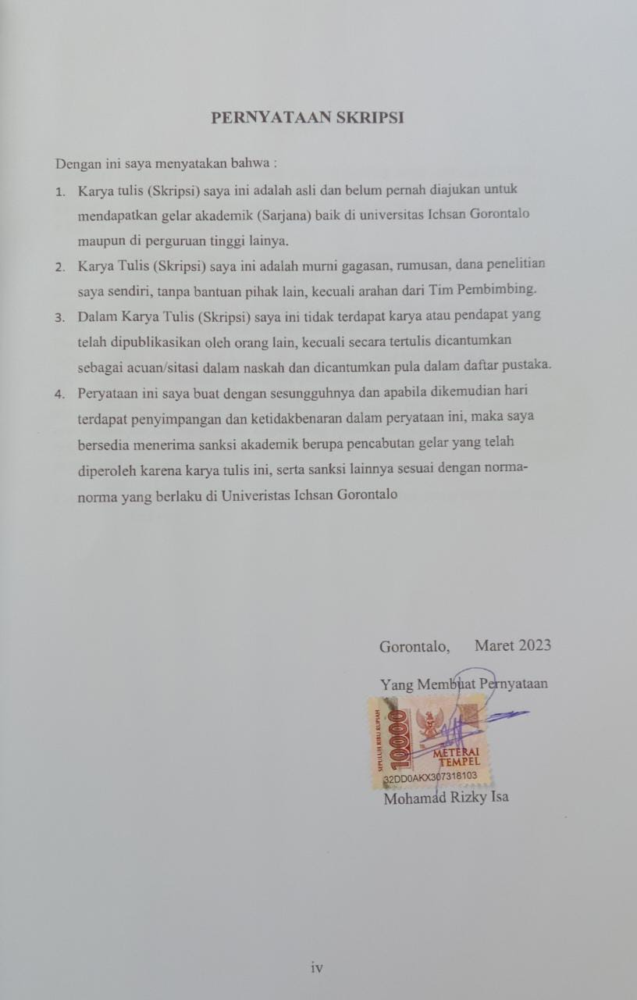 PERNYATAAN SKRIPSI
Dengan ini saya menyatakan bahwa :
1. Karya tulis (Skripsi) saya ini adalah asli dan belum pernah diajukan untuk
mendapatkan gelar akademik (Sarjana) baik di universitas Ichsan Gorontalo
maupun di perguruan tinggi lainya.
2. Karya Tulis (Skripsi) saya ini adalah murni gagasan, rumusan, dana penelitian
saya sendiri, tanpa bantuan pihak lain, kecuali arahan dari Tim Pembimbing.
3. Dalam Karya Tulis (Skripsi) saya ini tidak terdapat karya atau pendapat yang
telah dipublikasikan oleh orang lain, kecuali secara tertulis dicantumkan
sebagai acuan/sitasi dalam naskah dan dicantumkan pula dalam daftar pustaka.
4. Peryataan ini saya buat dengan sesungguhnya dan apabila dikemudian hari
terdapat penyimpangan dan ketidakbenaran dalam peryataan ini, maka saya
bersedia menerima sanksi akademik berupa pencabutan gelar yang telah
diperoleh karena karya tulis ini, serta sanksi lainnya sesuai dengan norma-
norma yang berlaku di Univeristas Ichsan Gorontalo
Gorontalo, Maret 2023
Yang Membuat Pernyataan
SEPULUH RIBU RUPIAH
10000
METERAI
TEMPEL
32DD0AKX307318103
Mohamad Rizky Isa
iv